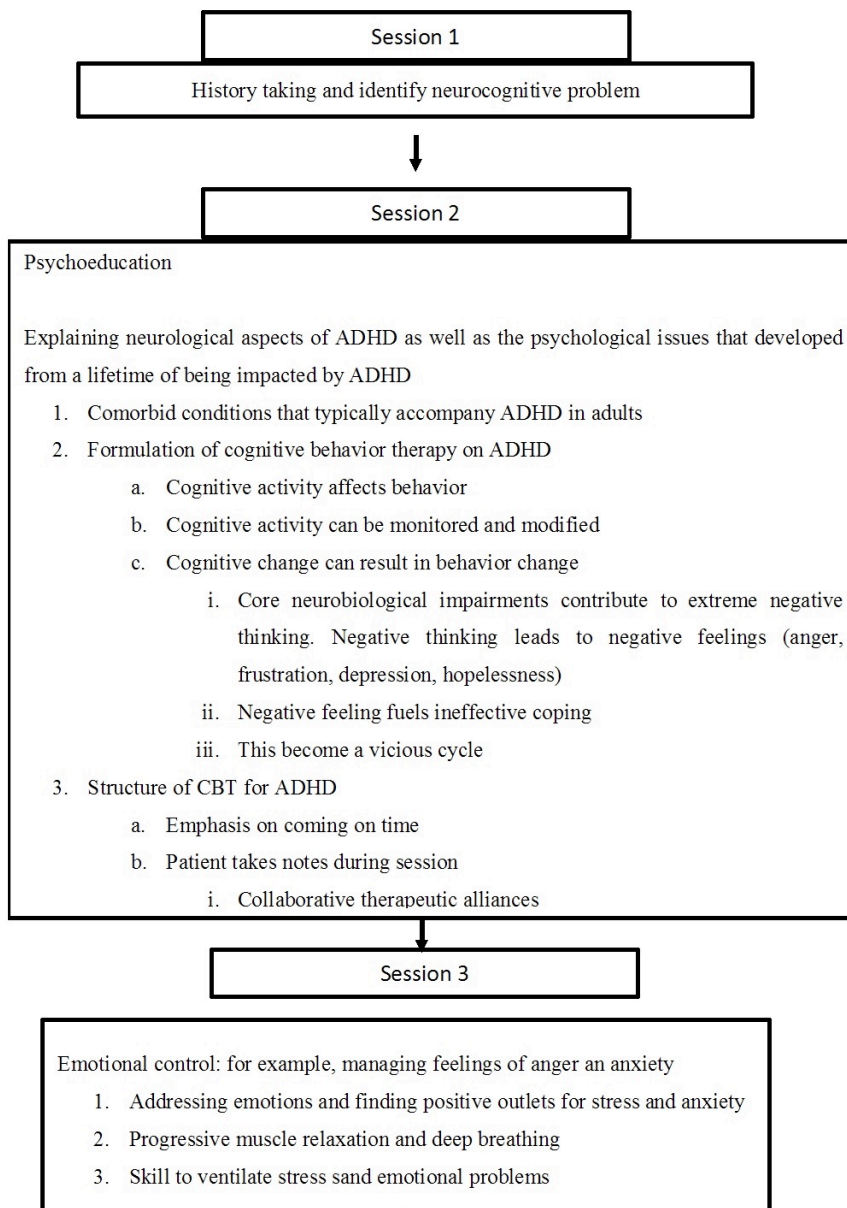 Session 1
History taking and identify neurocognitive problem
Session 2
Psychoeducation
Explaining neurological aspects of ADHD as well as the psychological issues that developed
from a lifetime of being impacted by ADHD
1. Comorbid conditions that typically accompany ADHD in adults
2. Formulation of cognitive behavior therapy on ADHD
a. Cognitive activity affects behavior
b. Cognitive activity can be monitored and modified
c. Cognitive change can result in behavior change
i. Core neurobiological impairments contribute to extreme negative
thinking. Negative thinking leads to negative feelings (anger,
frustration, depression, hopelessness)
ii. Negative feeling fuels ineffective coping
iii. This become a vicious cycle
3. Structure of CBT for ADHD
a. Emphasis on coming on time
b. Patient takes notes during session
i. Collaborative therapeutic alliances
Session 3
Emotional control: for example, managing feelings of anger an anxiety
1. Addressing emotions and finding positive outlets for stress and anxiety
2. Progressive muscle relaxation and deep breathing
3. Skill to ventilate stress sand emotional problems